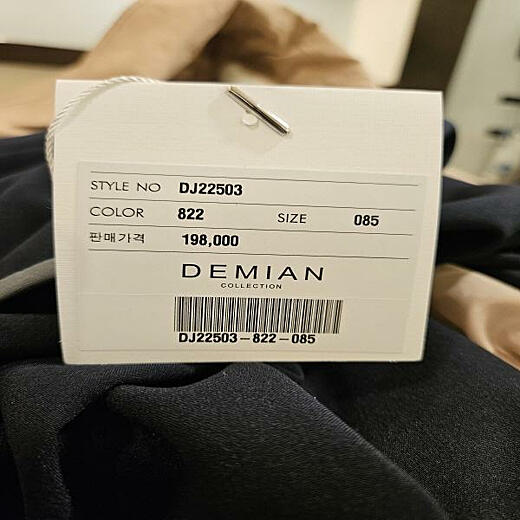 STYLE NO DJ22503
COLOR 822 SIZE 085
판매가격 198,000
DEMIAN
COLLECTION
DJ22503-822-085